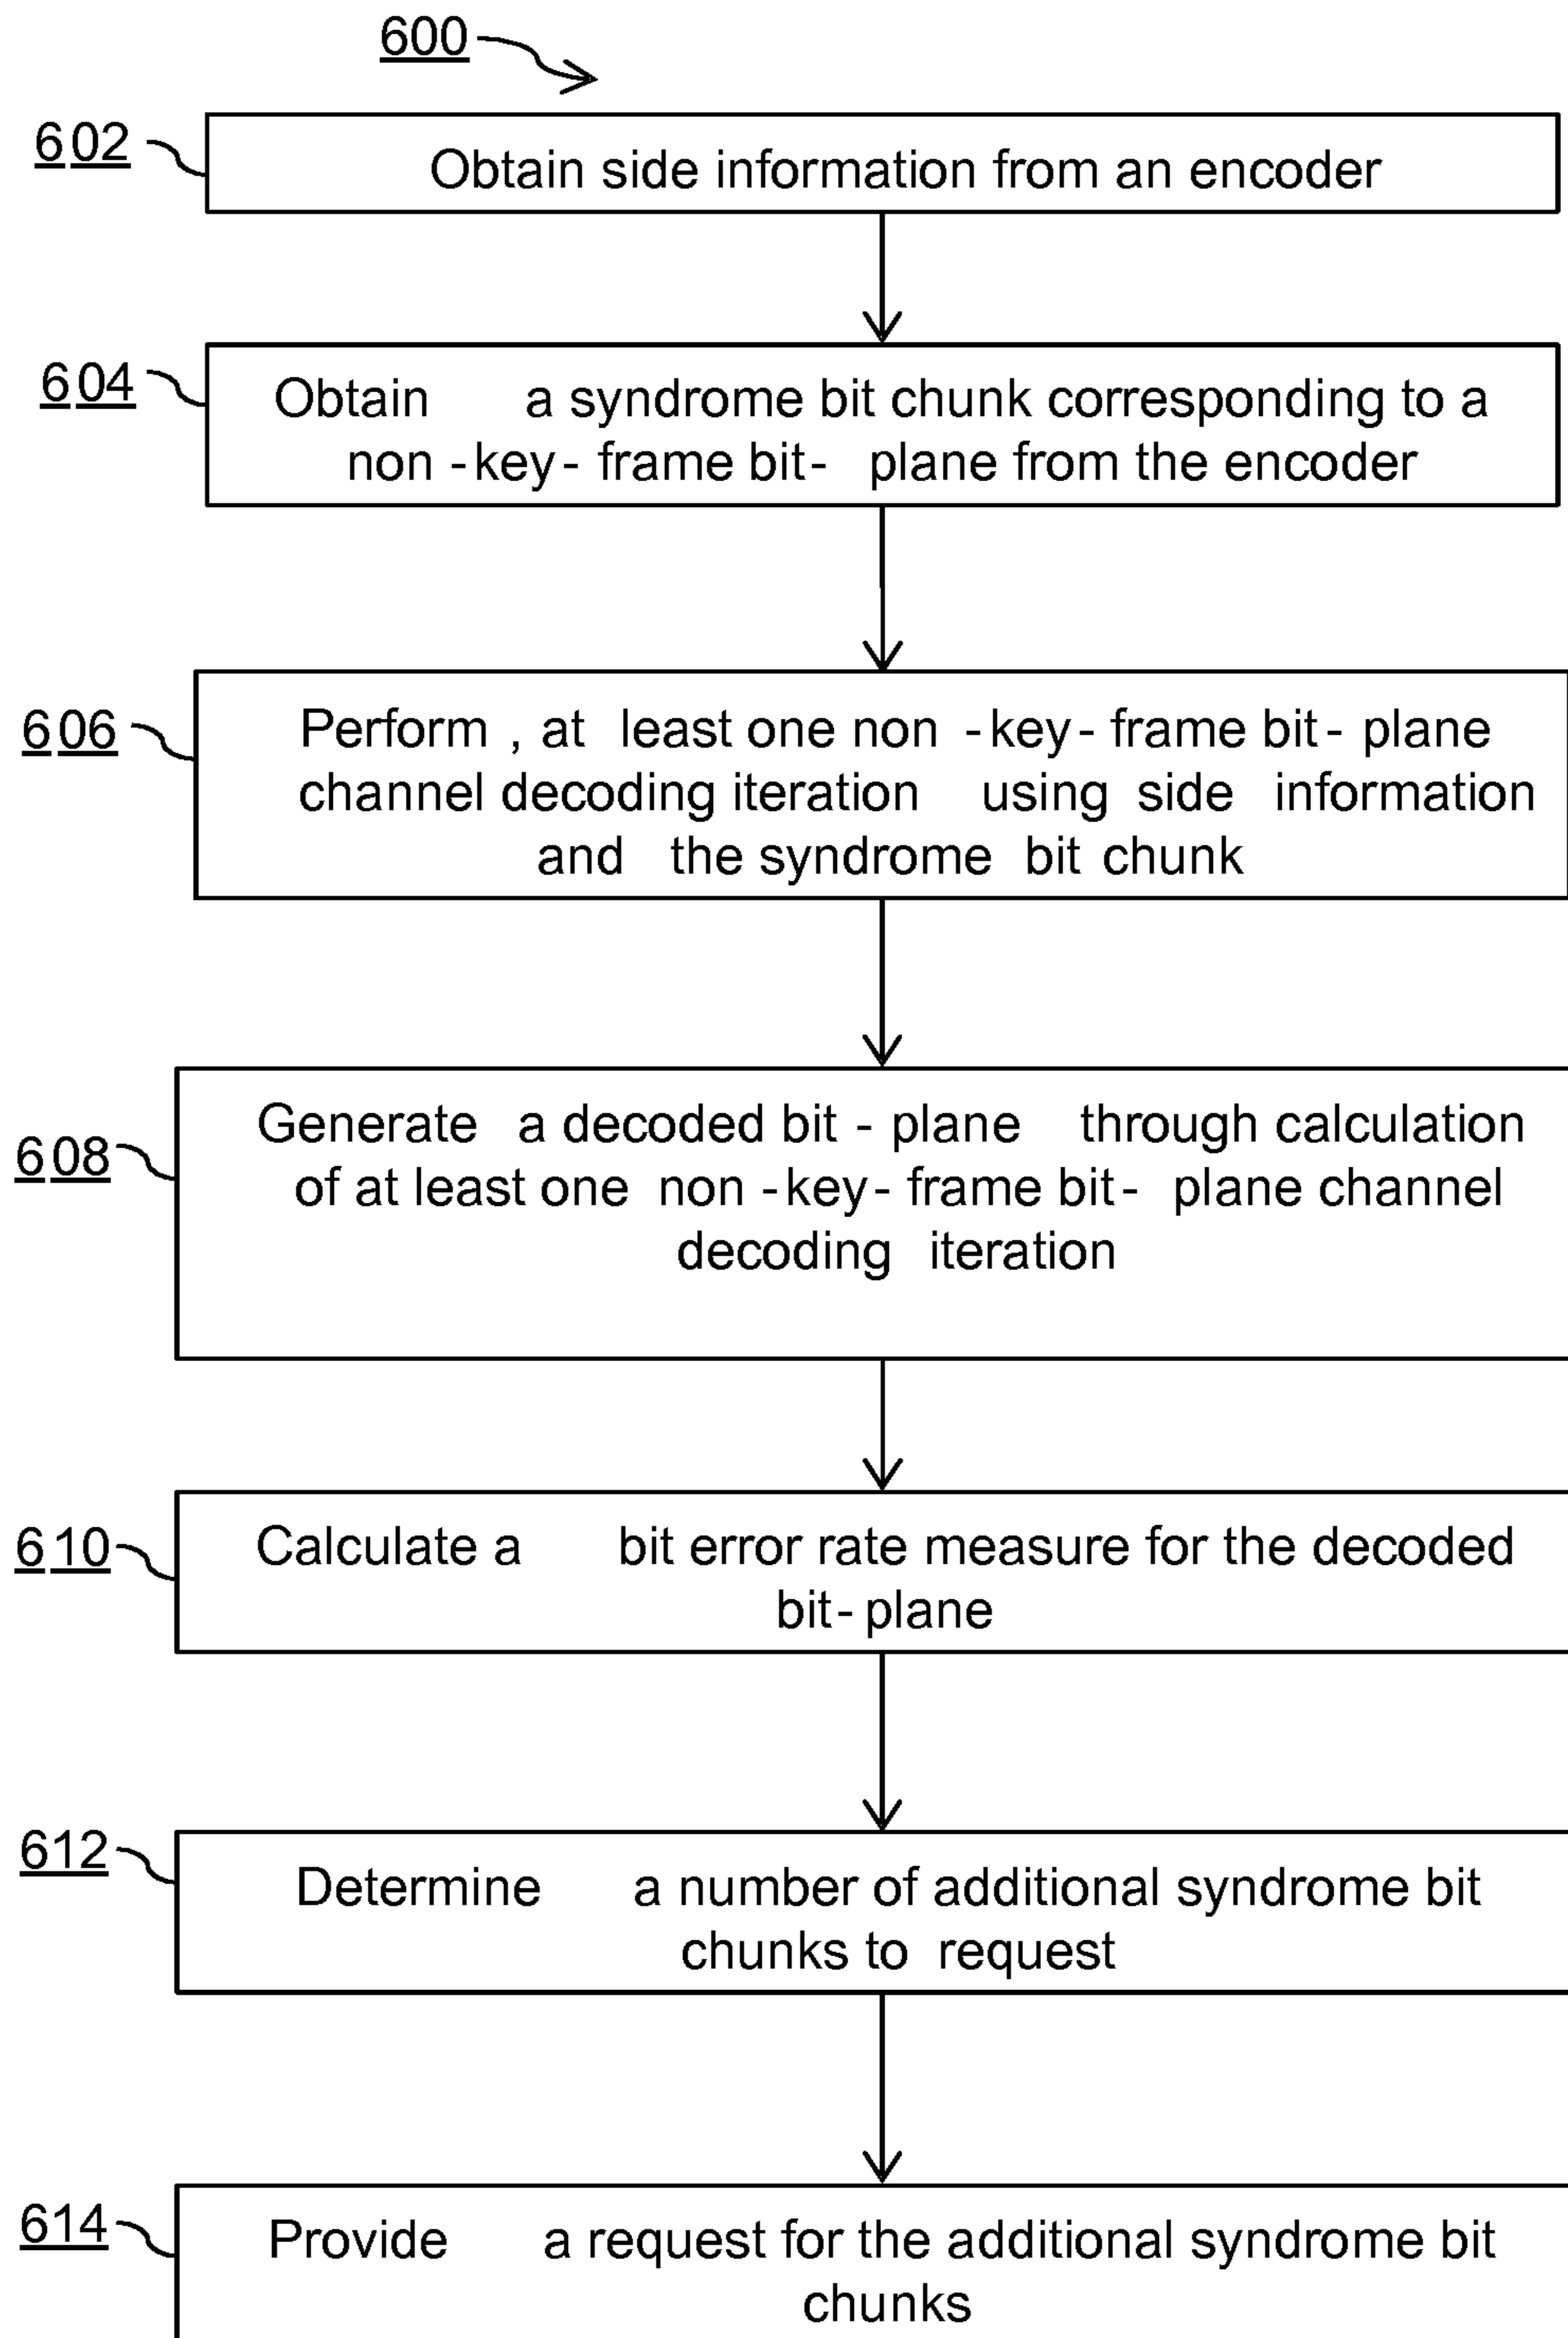 600
602
Obtain side information from an encoder
604
Obtain a syndrome bit chunk corresponding to a
non -key- frame bit- plane from the encoder
606
Perform , at least one non -key- frame bit- plane
channel decoding iteration using side information
and the syndrome bit chunk
608
Generate a decoded bit - plane through calculation
of at least one non -key- frame bit- plane channel
decoding iteration
610
Calculate a bit error rate measure for the decoded
bit- plane
612
Determine a number of additional syndrome bit
chunks to request
614
Provide a request for the additional syndrome bit
chunks